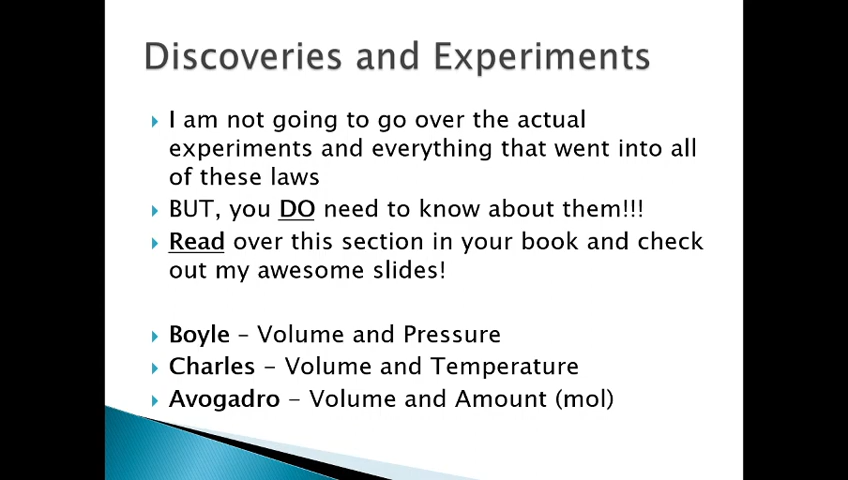 Discoveries and Experiments
I am not going to go over the actual
experiments and everything that went into all
of these laws
BUT, you DO need to know about them!!!
Read over this section in your book and check
out my awesome slides!
Boyle – Volume and Pressure
Charles – Volume and Temperature
Avogadro – Volume and Amount (mol)